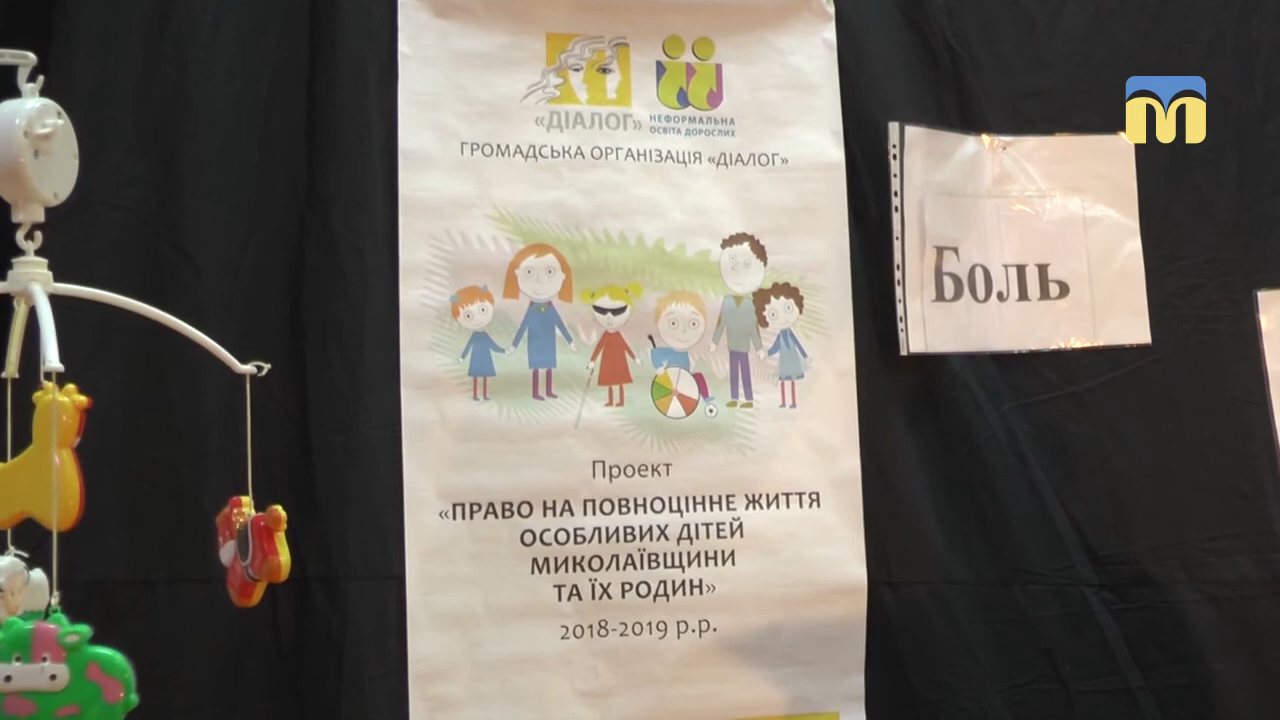 «ДІАЛОГ»
НЕФОРМАЛЬНА
ОСВІТА ДОРОСЛИХ
ГРОМАДСЬКА ОРГАНІЗАЦІЯ «ДІАЛОГ»
Проект
«ПРАВО НА ПОВНОЦІННЕ ЖИТТЯ
ОСОБЛИВИХ ДІТЕЙ
МИКОЛАЇВЩИНИ
ТА ЇХ РОДИН»
2018-2019 р.р.
Боль
М